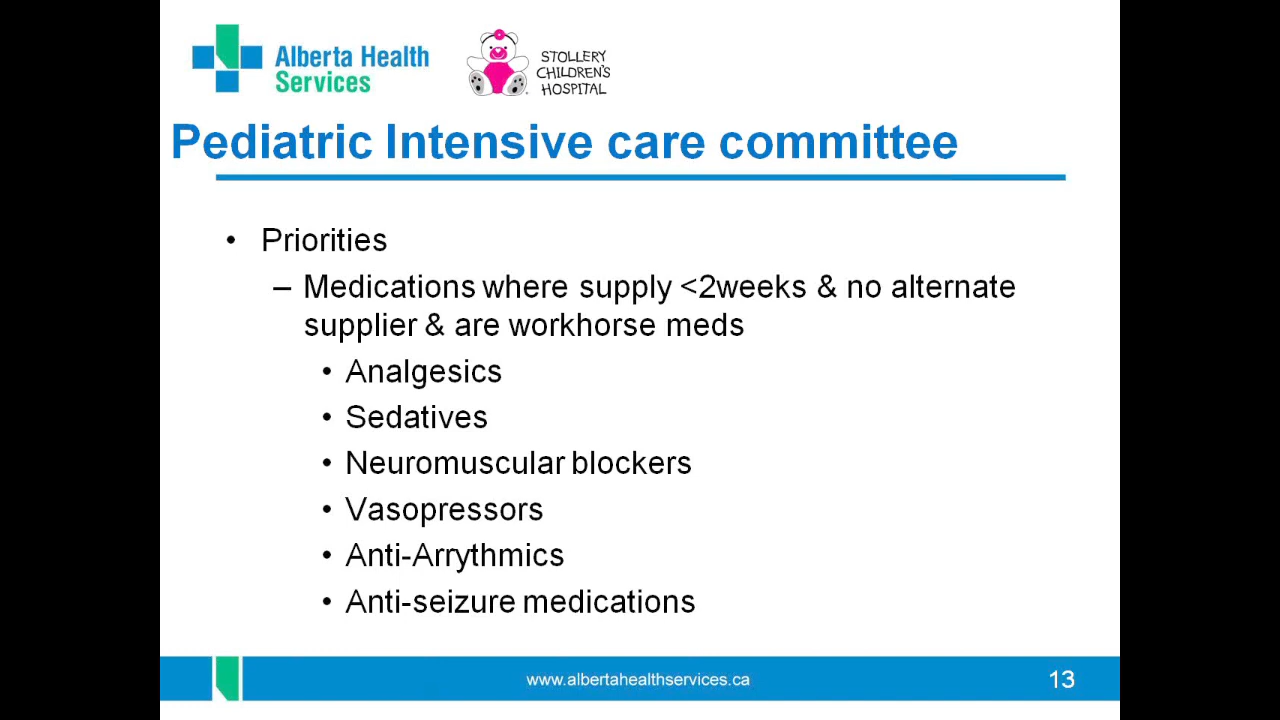 Alberta Health
Services
STOLLERY
CHILDREN'S
HOSPITAL
Pediatric Intensive care committee
• Priorities
– Medications where supply <2weeks & no alternate
supplier & are workhorse meds
• Analgesics
• Sedatives
• Neuromuscular blockers
• Vasopressors
• Anti-Arrythmics
• Anti-seizure medications
www.albertahealthservices.ca
13